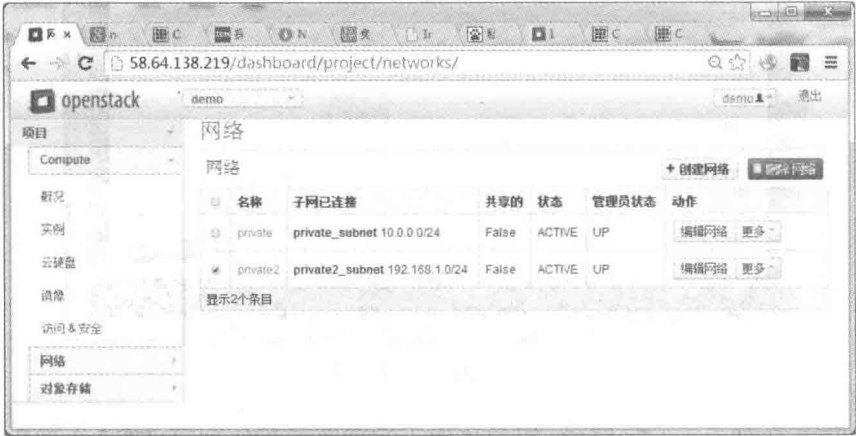 58.64.138.219/dashboard/project/networks/
openstack
demo
demo
退出
项目
Compute
概况
实例
云硬盘
镜像
访问 & 安全
网络
对象存储
网络
网络
+ 创建网络
删除网络
名称 子网已连接 共享的 状态 管理员状态 动作
private private_subnet 10.0.0.0/24 False ACTIVE UP 编辑网络 更多
private2 private2_subnet 192.168.1.0/24 False ACTIVE UP 编辑网络 更多
显示2个条目